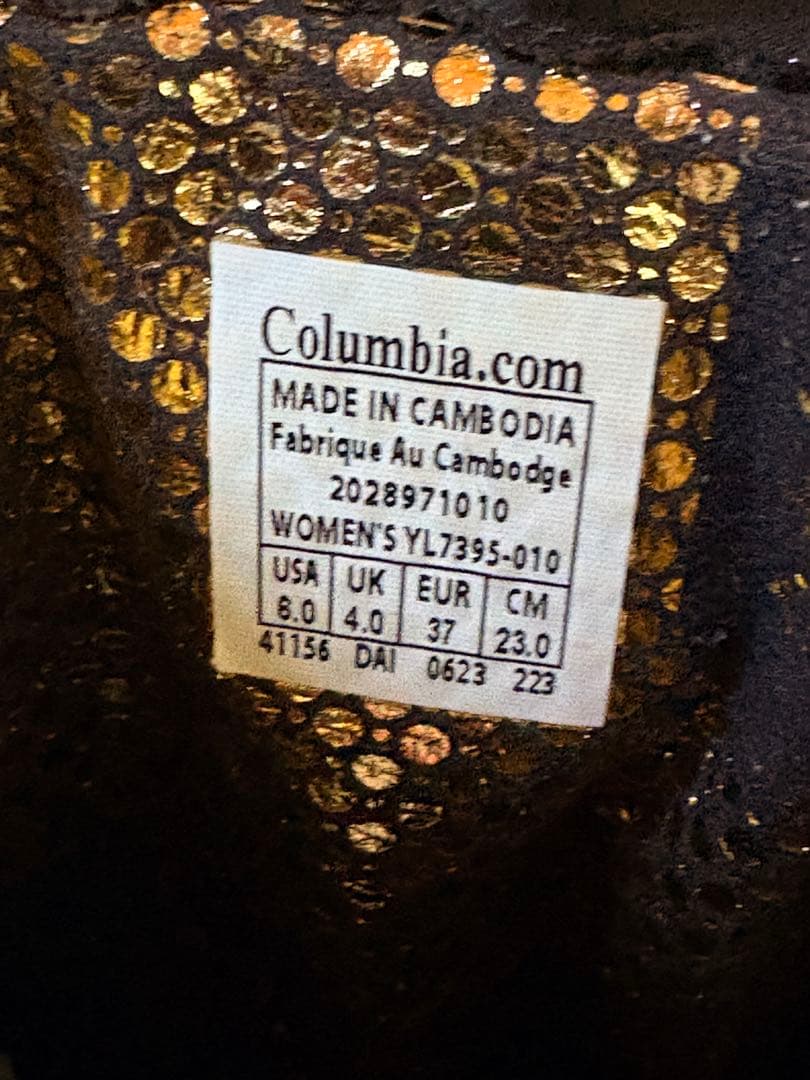 Columbia.com
MADE IN CAMBODIA
Fabrique Au Cambodge
2028971010
WOMEN'S YL7395-010
USA UK EUR CM
6.0 4.0 37 23.0
41156 DAI 0623 223